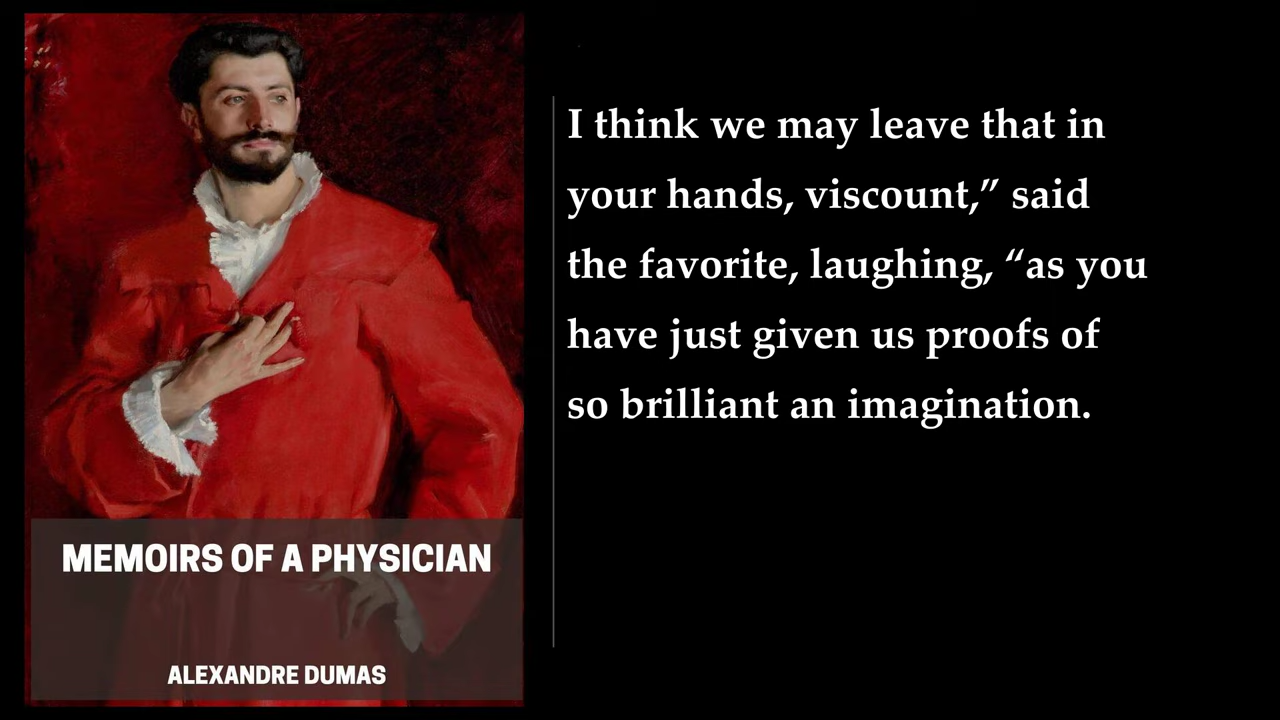 I think we may leave that in
your hands, viscount,” said
the favorite, laughing, “as you
have just given us proofs of
so brilliant an imagination.
MEMOIRS OF A PHYSICIAN
ALEXANDRE DUMAS